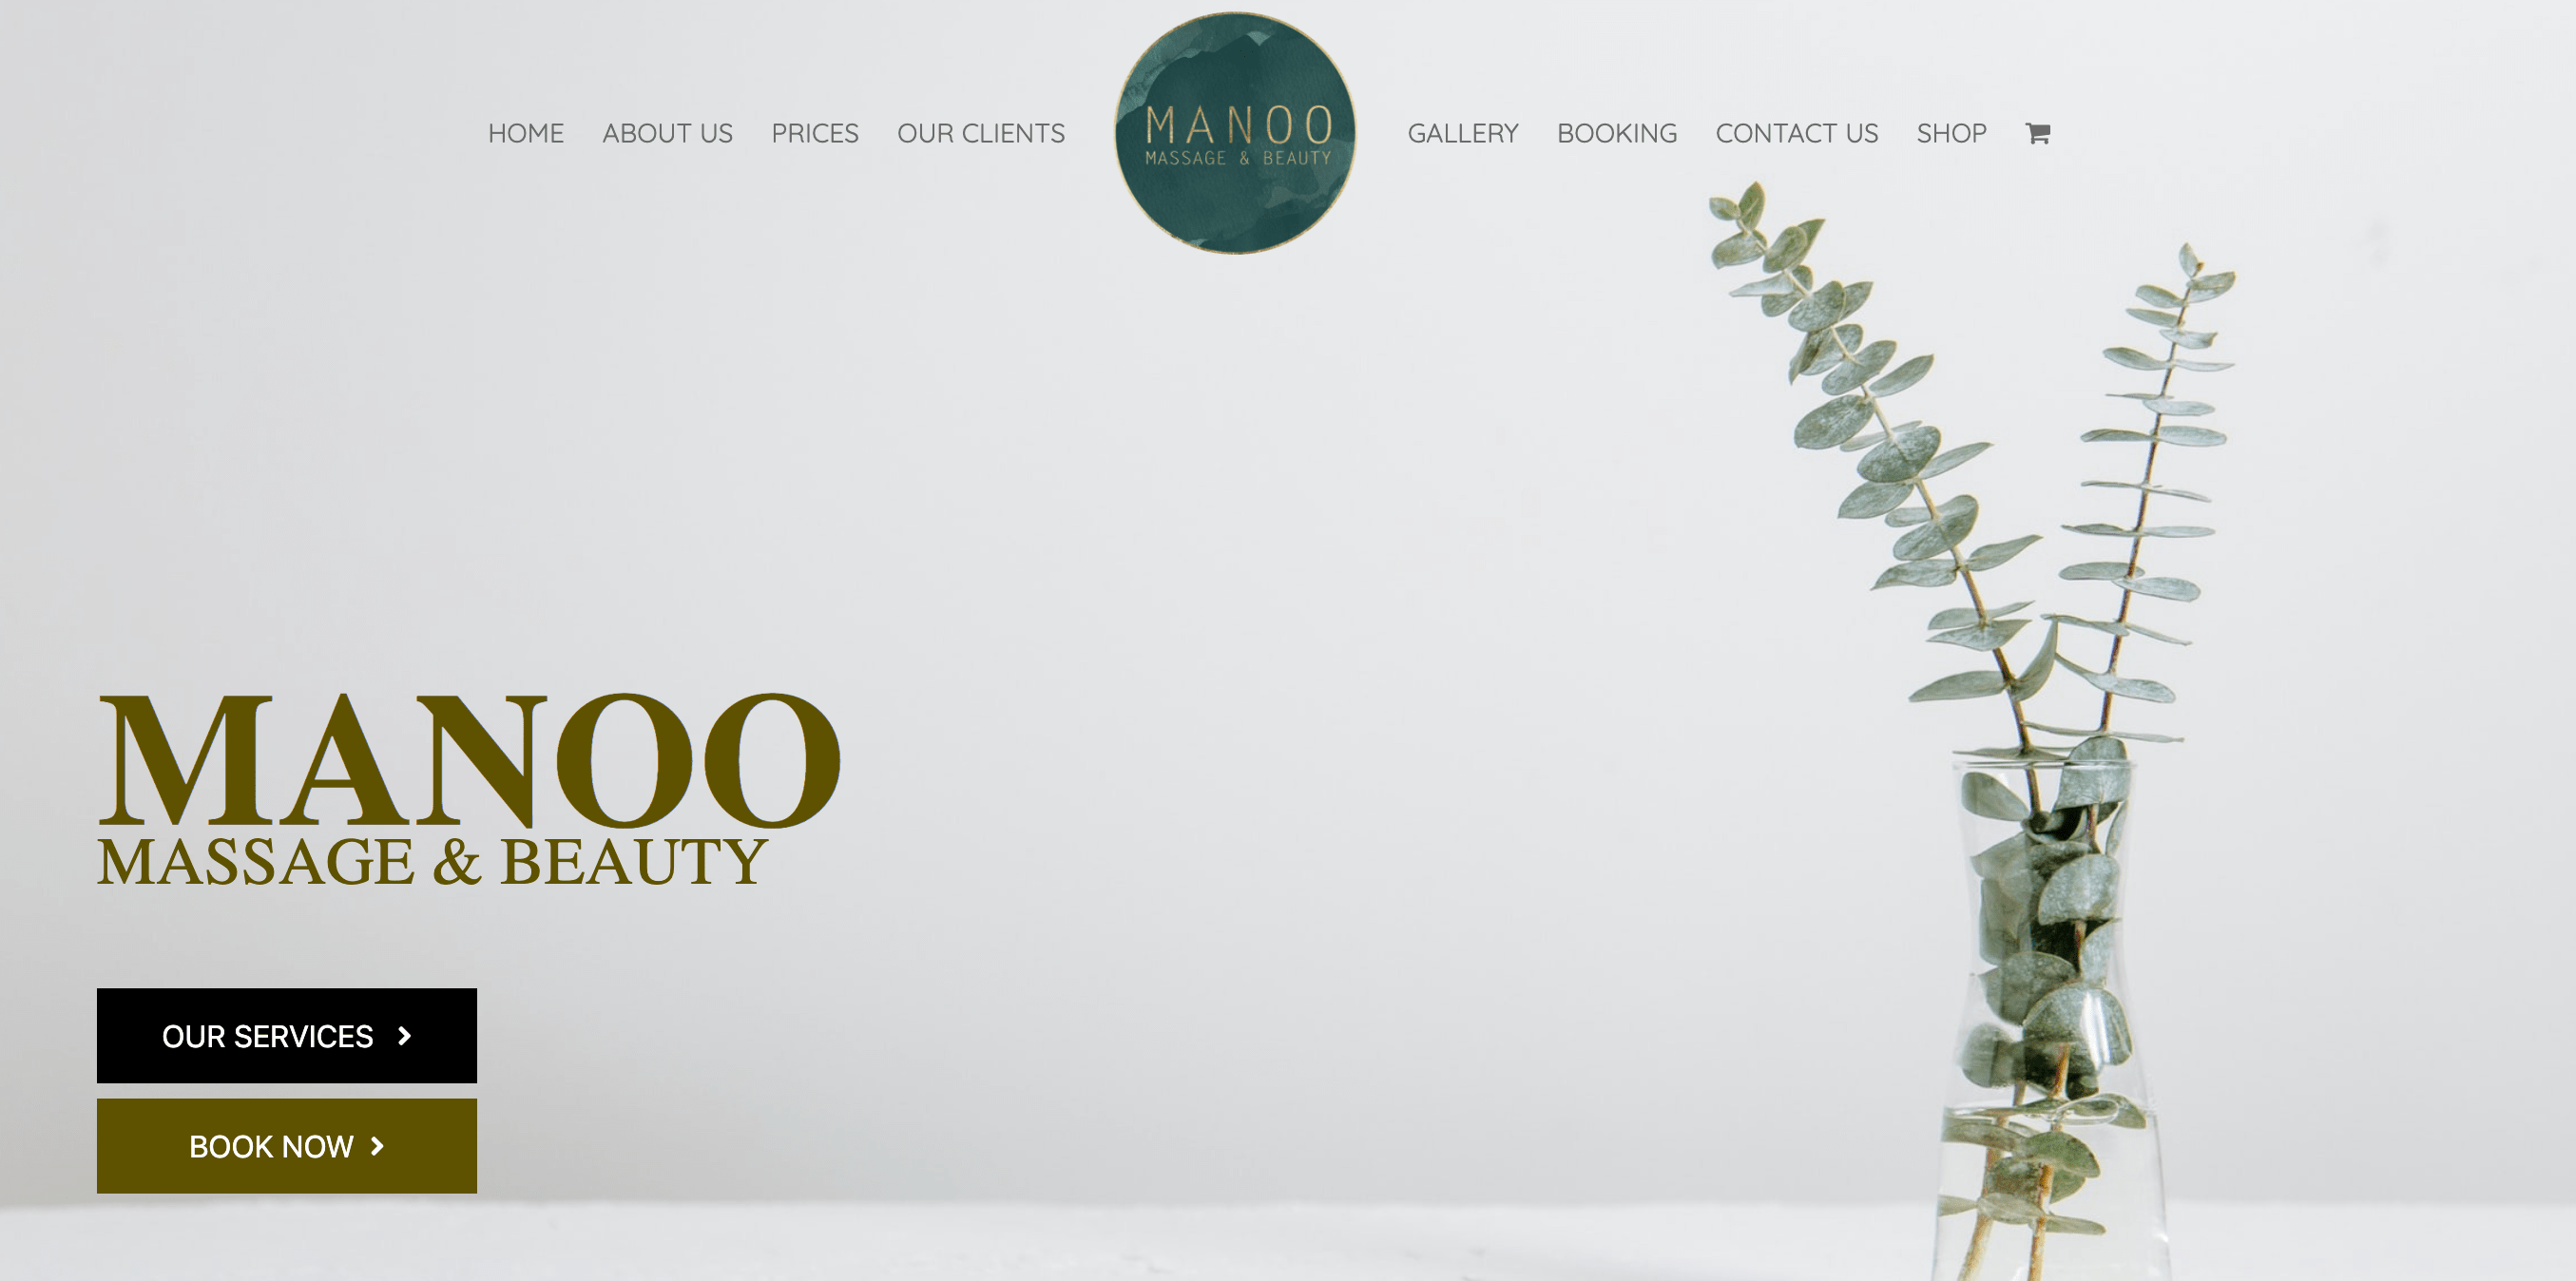 HOME ABOUT US PRICES OUR CLIENTS
MANOO
MASSAGE & BEAUTY
GALLERY BOOKING CONTACT US SHOP
MANOO
MASSAGE & BEAUTY
OUR SERVICES
BOOK NOW